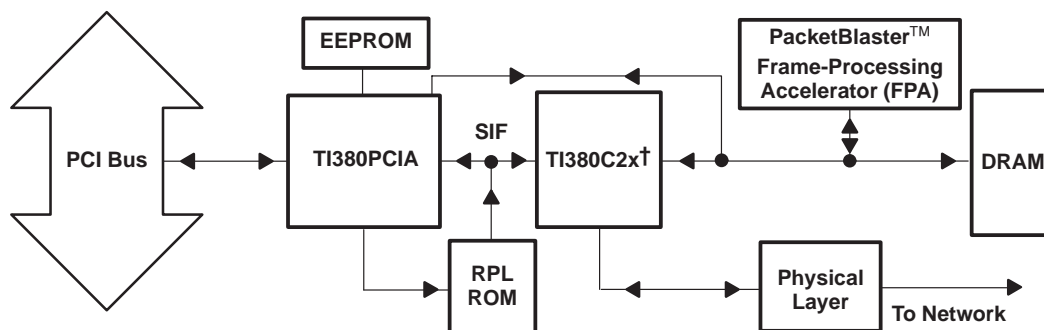 EEPROM
PacketBlaster™
Frame-Processing
Accelerator (FPA)
PCI Bus
TI380PCIA
SIF
TI380C2x†
DRAM
RPL
ROM
Physical
Layer
To Network